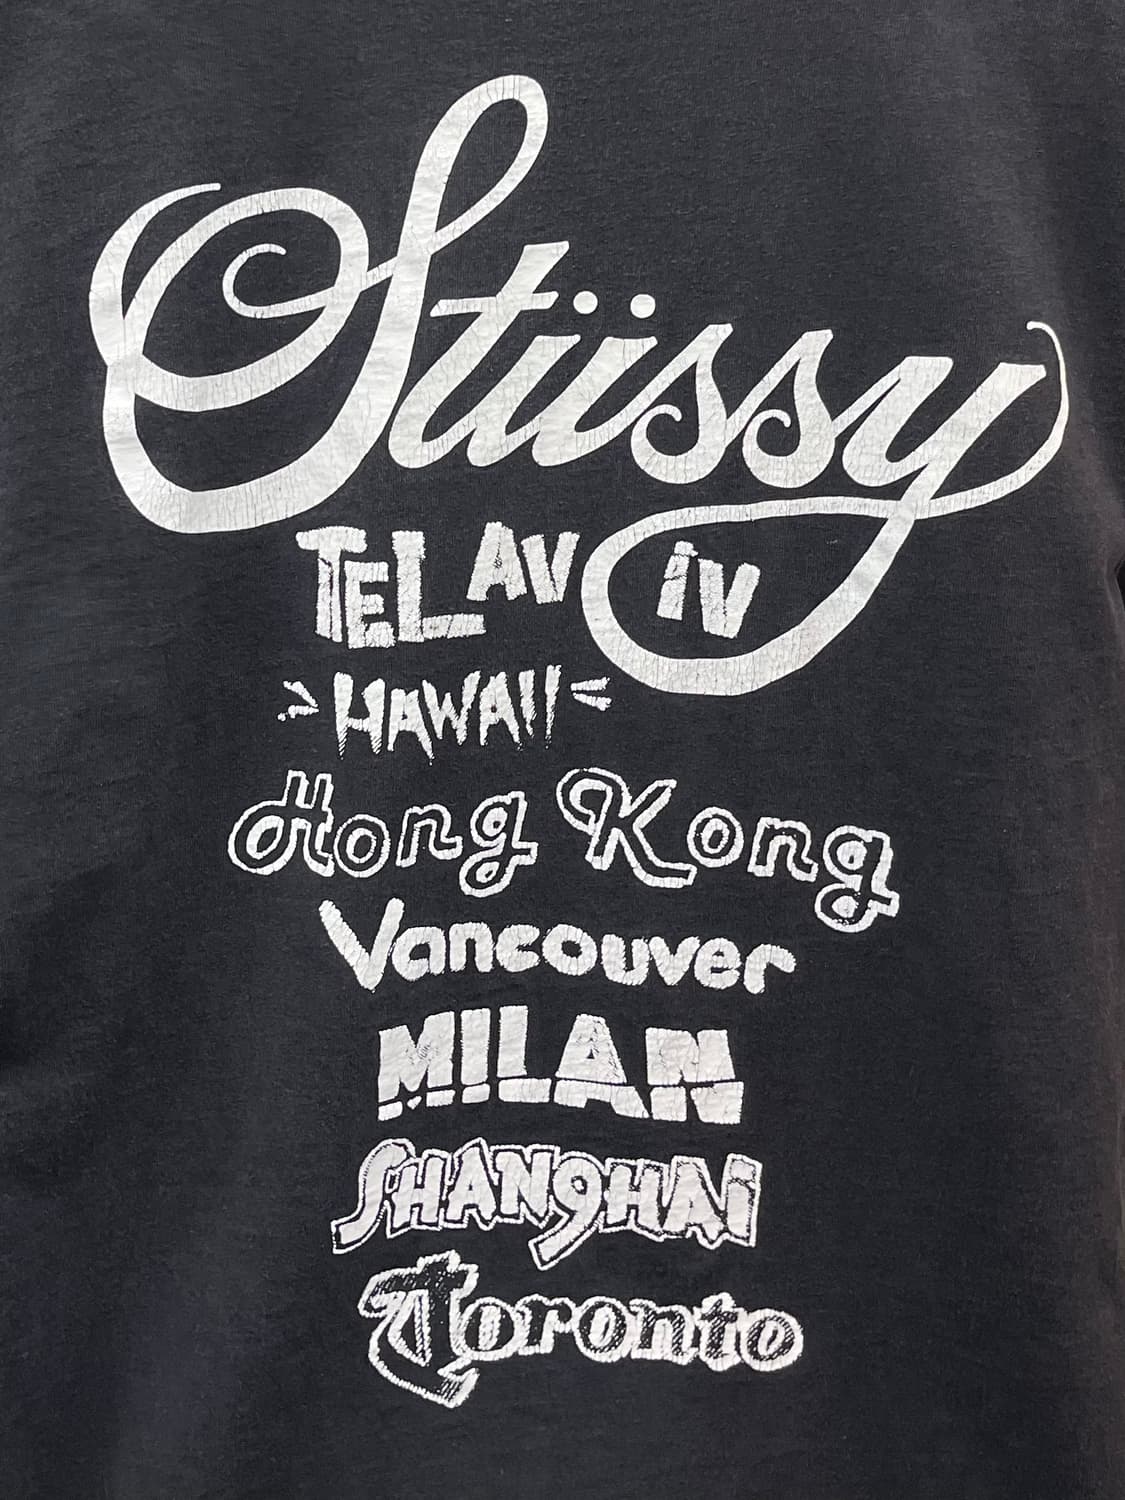 Stüssy
TEL AV iV
HAWAII
Hong Kong
Vancouver
MILAN
SHANGHAi
Toronto